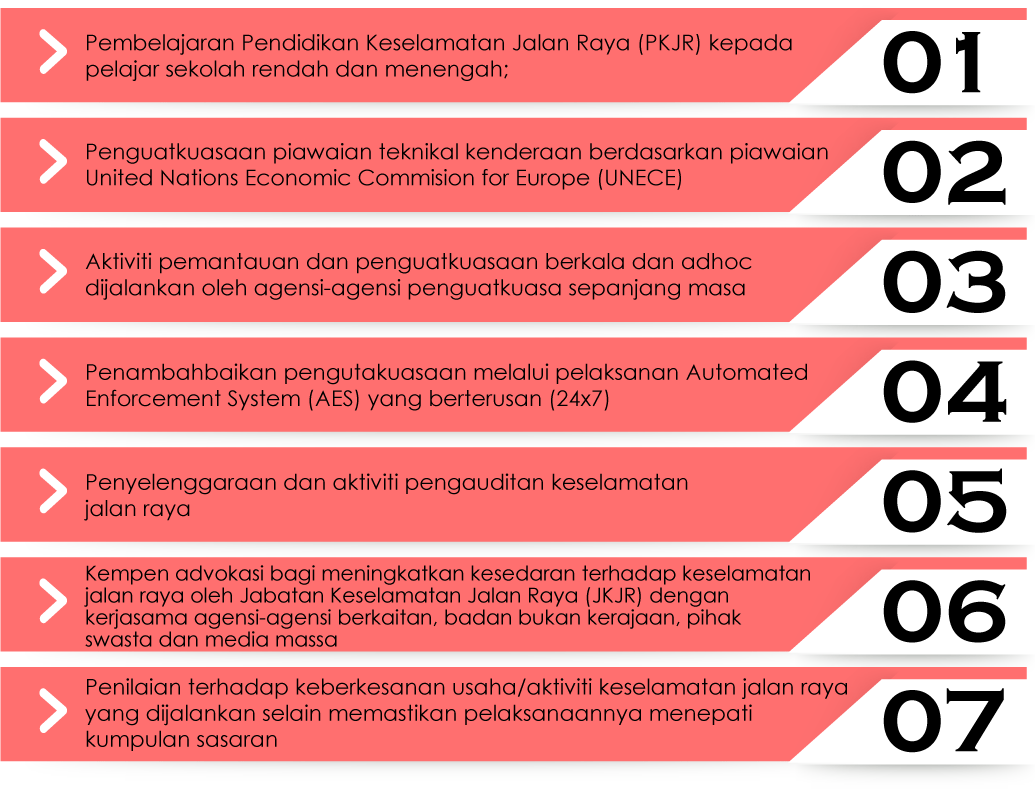 Pembelajaran Pendidikan Keselamatan Jalan Raya (PKJR) kepada
pelajar sekolah rendah dan menengah;
01
Penguatkuasaan piawaian teknikal kenderaan berdasarkan piawaian
United Nations Economic Commision for Europe (UNECE)
02
Aktiviti pemantauan dan penguatkuasaan berkala dan adhoc
dijalankan oleh agensi-agensi penguatkuasa sepanjang masa
03
Penambahbaikan pengutakuasaan melalui pelaksanan Automated
Enforcement System (AES) yang berterusan (24x7)
04
Penyelenggaraan dan aktiviti pengauditan keselamatan
jalan raya
05
Kempen advokasi bagi meningkatkan kesedaran terhadap keselamatan
jalan raya oleh Jabatan Keselamatan Jalan Raya (JKJR) dengan
kerjasama agensi-agensi berkaitan, badan bukan kerajaan, pihak
swasta dan media massa
06
Penilaian terhadap keberkesanan usaha/aktiviti keselamatan jalan raya
yang dijalankan selain memastikan pelaksanaannya menepati
kumpulan sasaran
07